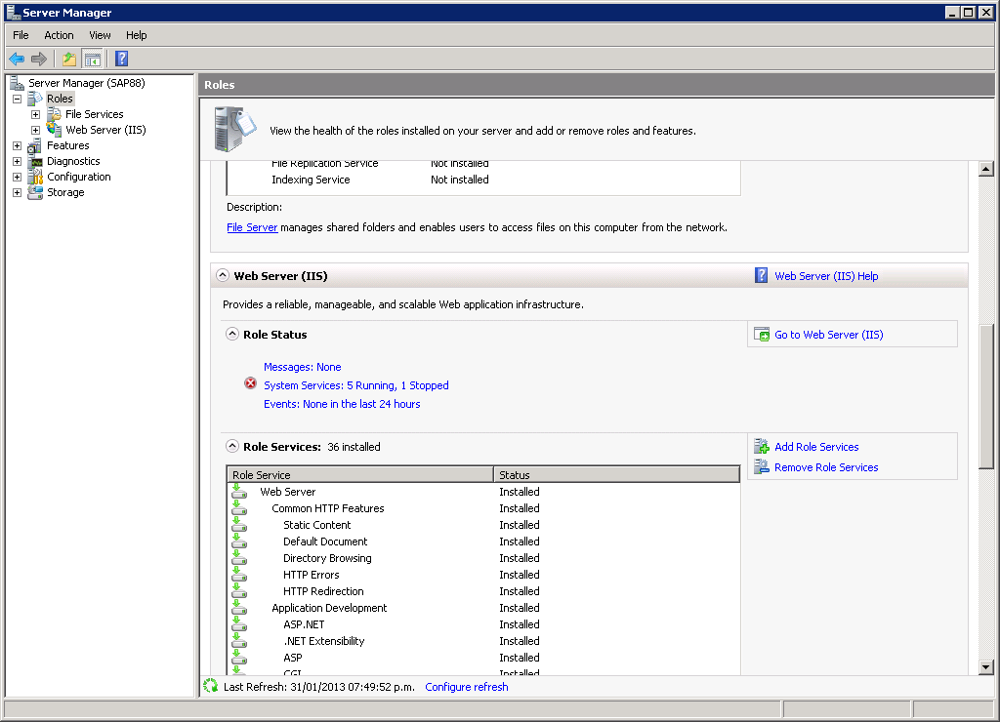 Server Manager
File Action View Help
Server Manager (SAP88)
Roles
File Services
Web Server (IIS)
Features
Diagnostics
Configuration
Storage
Roles
View the health of the roles installed on your server and add or remove roles and features.
File Replication Service Not installed
Indexing Service Not installed
Description:
File Server manages shared folders and enables users to access files on this computer from the network.
Web Server (IIS) Web Server (IIS) Help
Provides a reliable, manageable, and scalable Web application infrastructure.
Role Status Go to Web Server (IIS)
Messages: None
System Services: 5 Running, 1 Stopped
Events: None in the last 24 hours
Role Services: 36 installed Add Role Services
Remove Role Services
Role Service Status
Web Server Installed
Common HTTP Features Installed
Static Content Installed
Default Document Installed
Directory Browsing Installed
HTTP Errors Installed
HTTP Redirection Installed
Application Development Installed
ASP.NET Installed
.NET Extensibility Installed
ASP Installed
CGI Installed
Last Refresh: 31/01/2013 07:49:52 p.m. Configure refresh